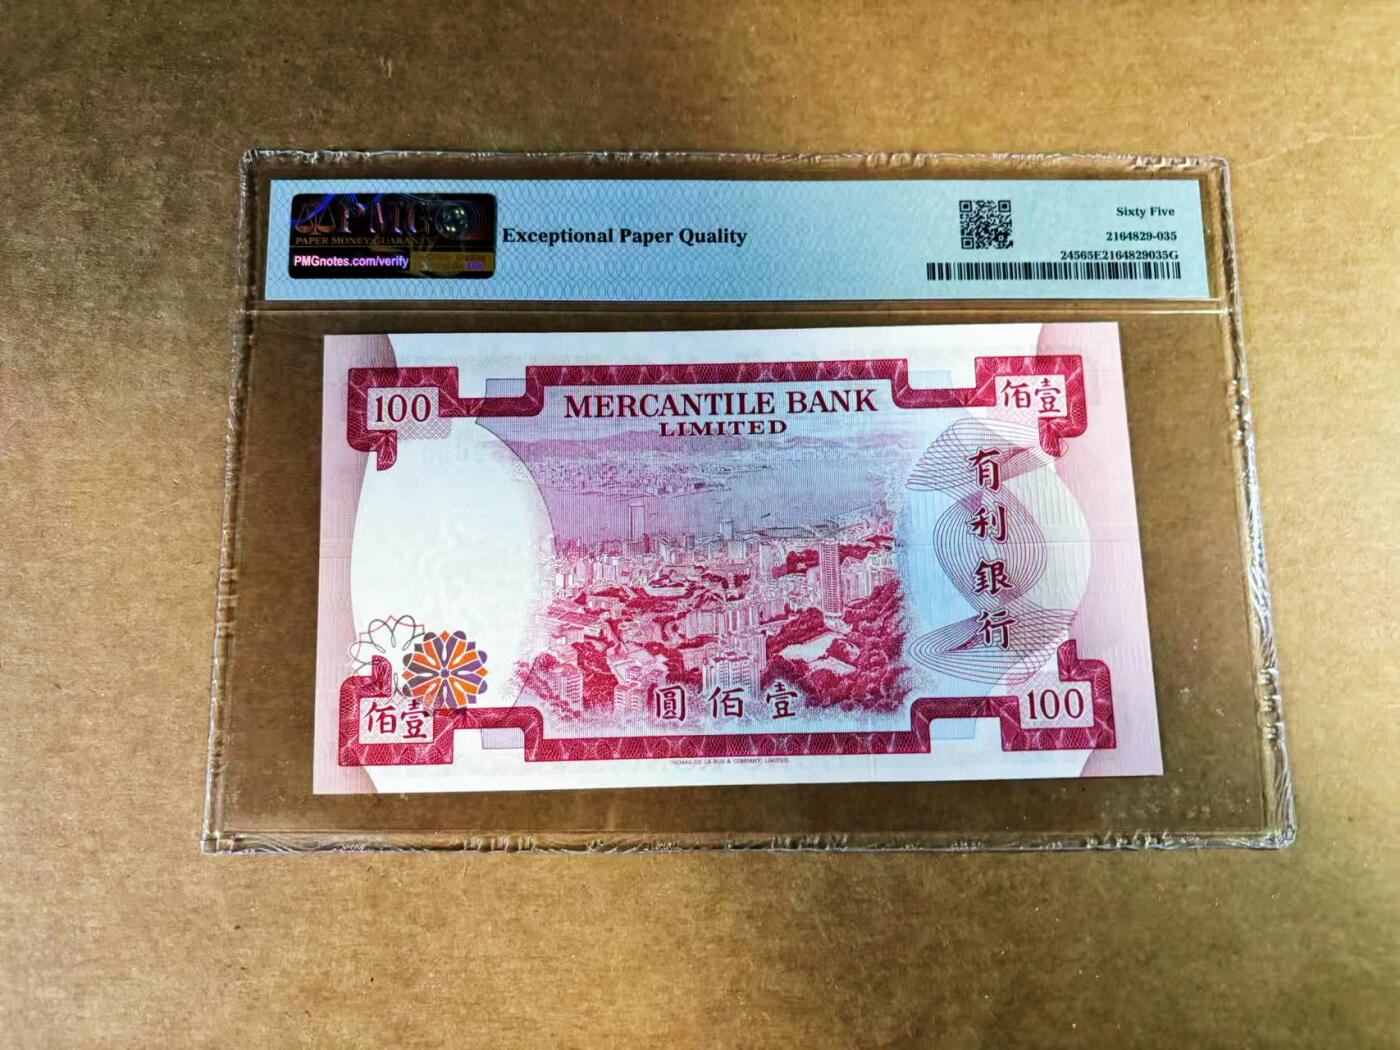 PMG
PAPER MONEY GUARANTY
PMGnotes.com/verify
Exceptional Paper Quality
Sixty Five
2164829-035
24565E2164829035G
100
MERCANTILE BANK
LIMITED
佰壹
有利銀行
圓佰壹
佰壹
100
THOMAS DE LA RUE & COMPANY, LIMITED.